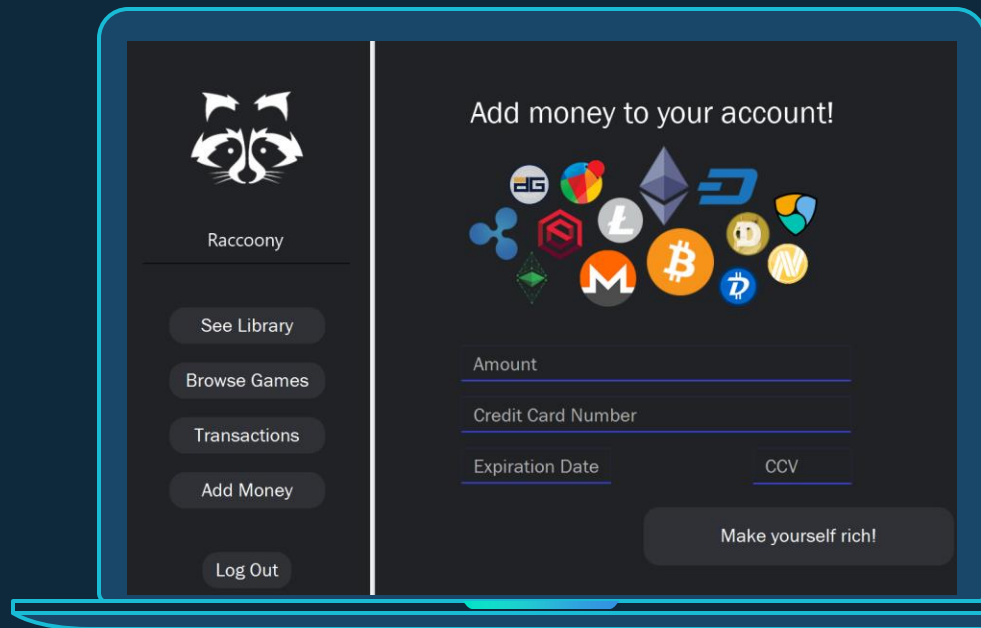 Raccoony
See Library
Browse Games
Transactions
Add Money
Log Out
Add money to your account!
Amount
Credit Card Number
Expiration Date
CCV
Make yourself rich!